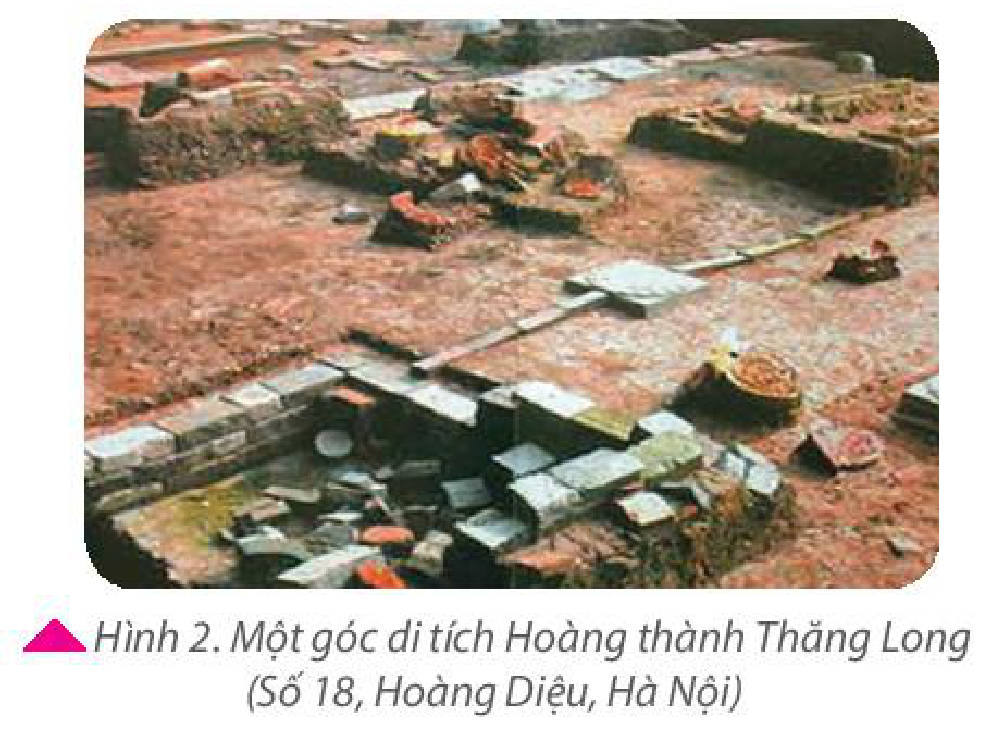 Hình 2. Một góc di tích Hoàng thành Thăng Long
(Số 18, Hoàng Diệu, Hà Nội)